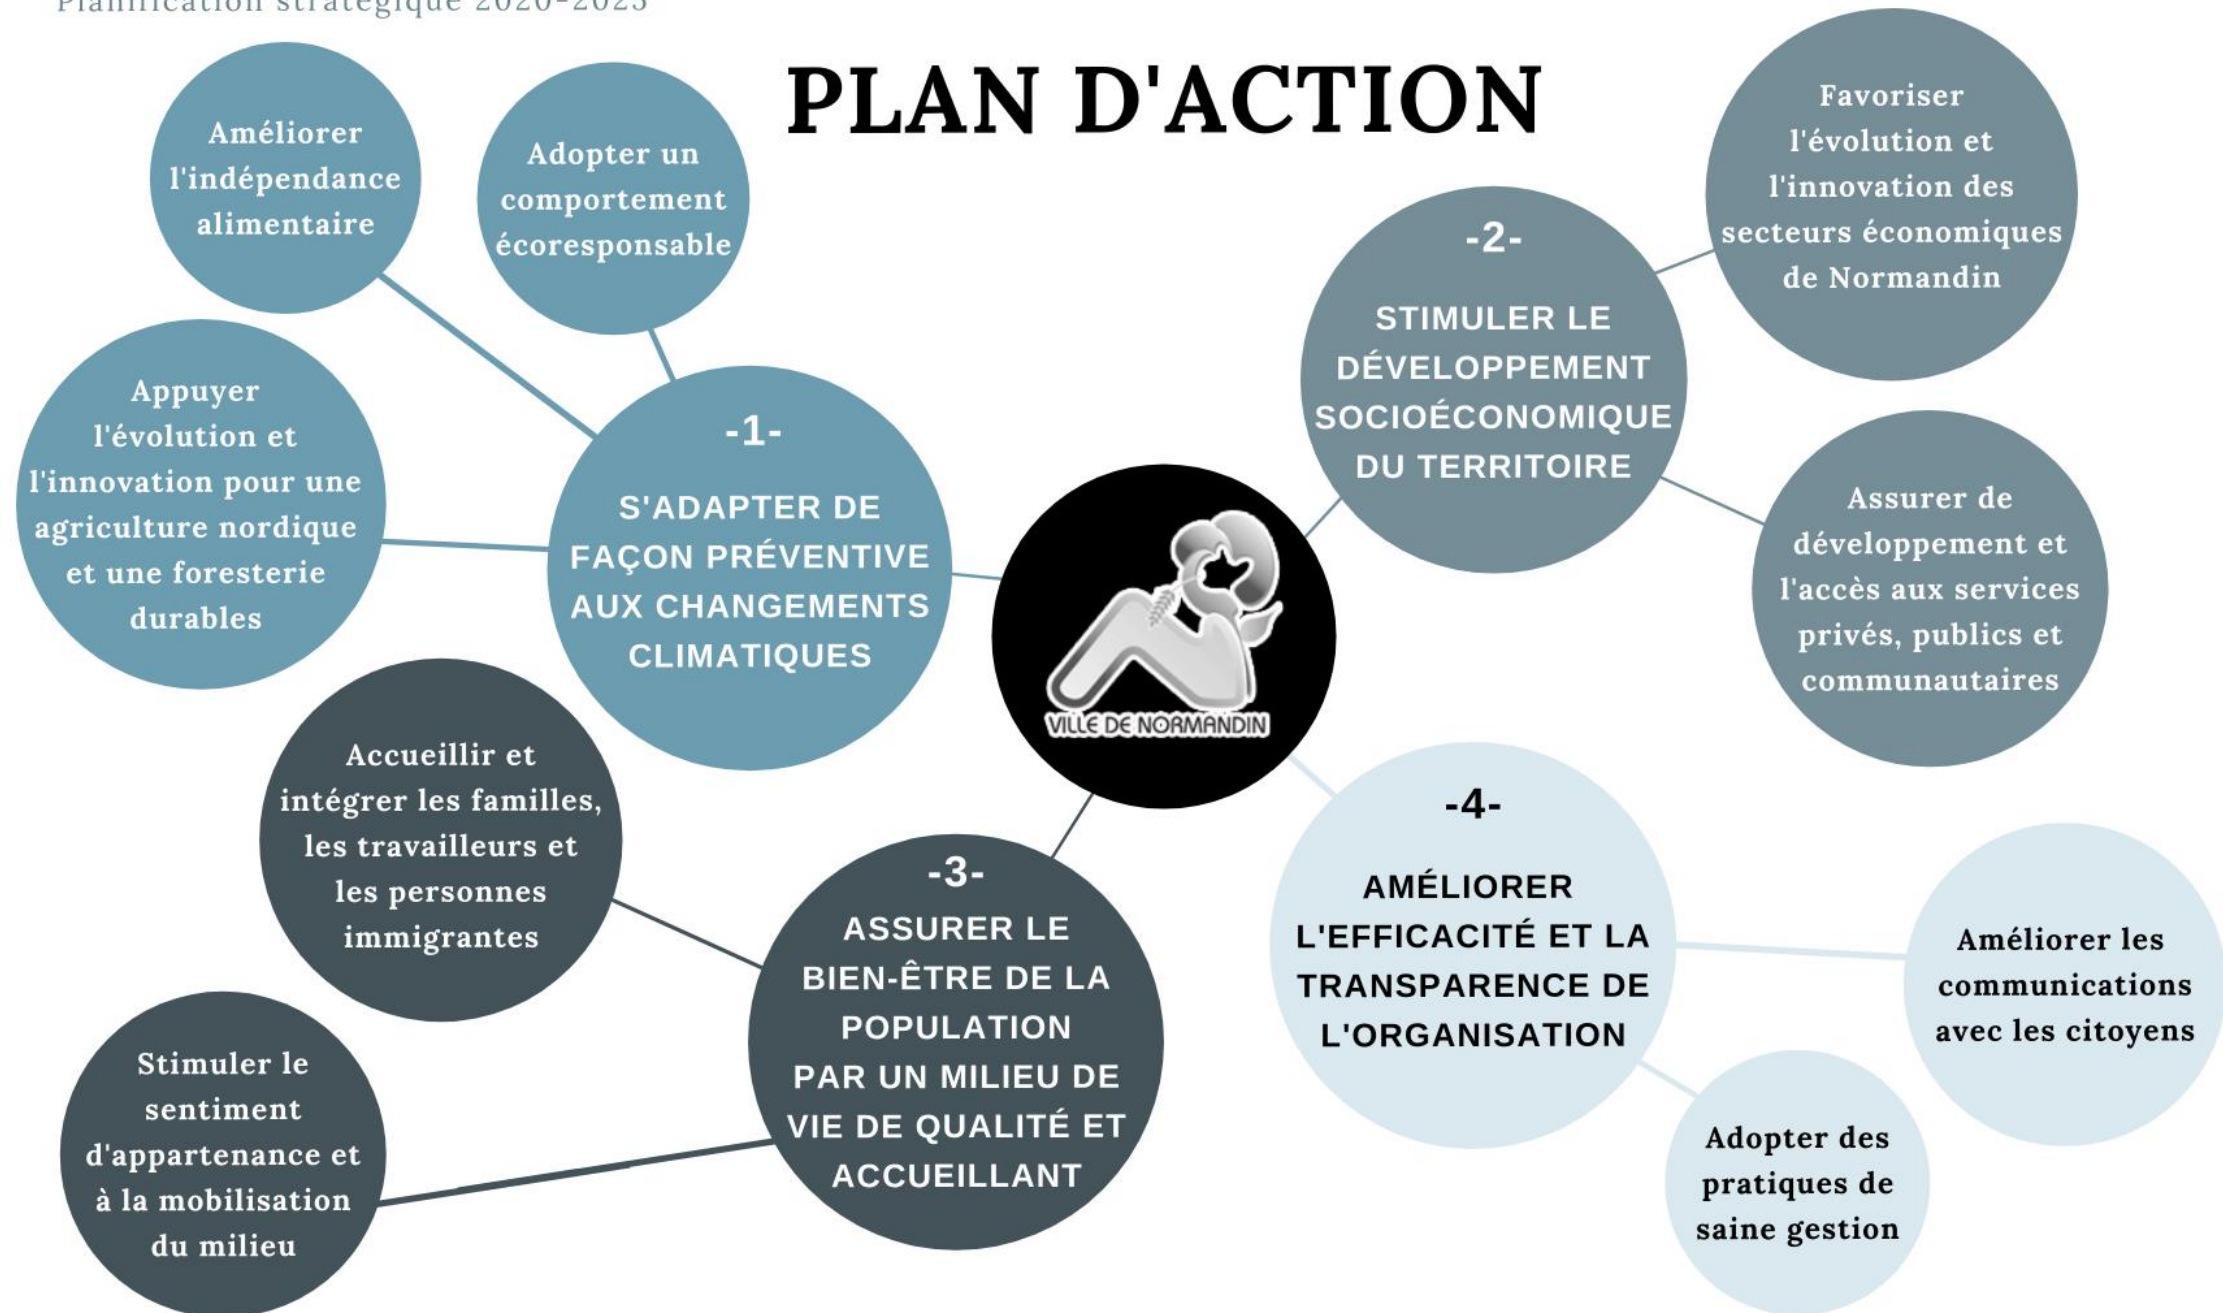 Planification stratégique 2020-2025
PLAN D'ACTION
Améliorer
l'indépendance
alimentaire
Adopter un
comportement
écoresponsable
Appuyer
l'évolution et
l'innovation pour une
agriculture nordique
et une foresterie
durables
-1-
S'ADAPTER DE
FAÇON PRÉVENTIVE
AUX CHANGEMENTS
CLIMATIQUES
-2-
STIMULER LE
DÉVELOPPEMENT
SOCIOÉCONOMIQUE
DU TERRITOIRE
Favoriser
l'évolution et
l'innovation des
secteurs économiques
de Normandin
Assurer de
développement et
l'accès aux services
privés, publics et
communautaires
VILLE DE NORMANDIN
Accueillir et
intégrer les familles,
les travailleurs et
les personnes
immigrantes
Stimuler le
sentiment
d'appartenance et
à la mobilisation
du milieu
-3-
ASSURER LE
BIEN-ÊTRE DE LA
POPULATION
PAR UN MILIEU DE
VIE DE QUALITÉ ET
ACCUEILLANT
-4-
AMÉLIORER
L'EFFICACITÉ ET LA
TRANSPARENCE DE
L'ORGANISATION
Améliorer les
communications
avec les citoyens
Adopter des
pratiques de
saine gestion